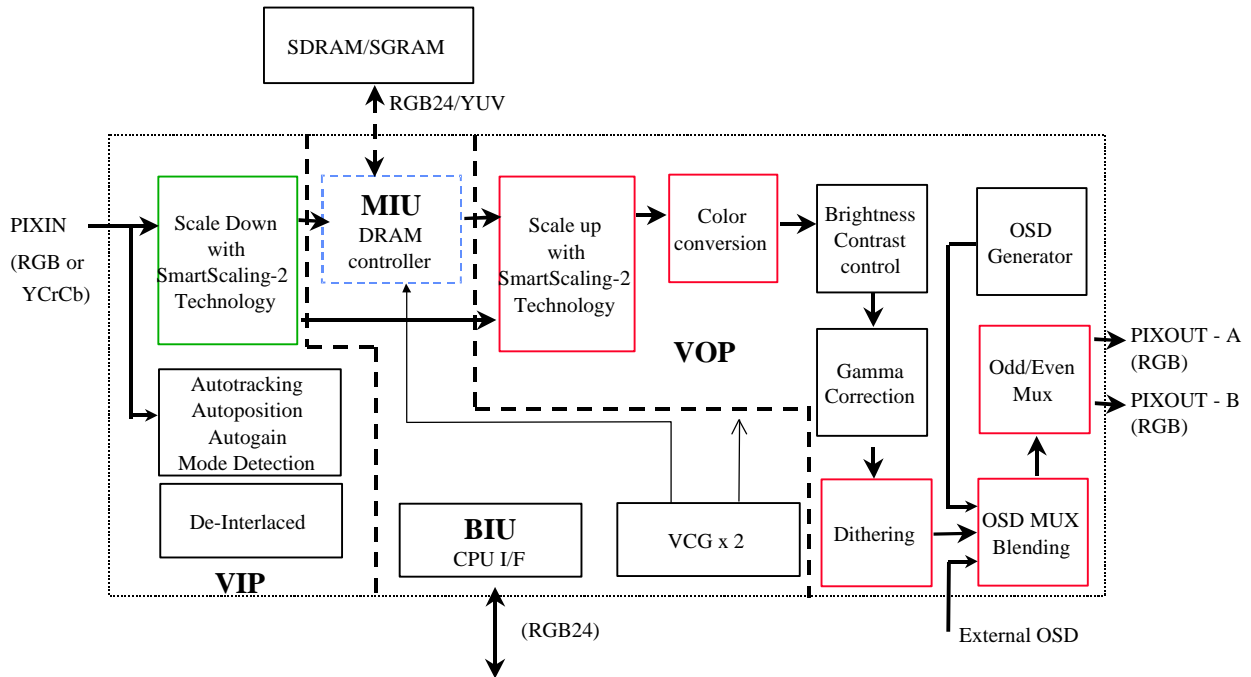 SDRAM/SGRAM
RGB24/YUV
PIXIN
(RGB or
YCrCb)
Scale Down
with
SmartScaling-2
Technology
MIU
DRAM
controller
Scale up
with
SmartScaling-2
Technology
Color
conversion
Brightness
Contrast
control
OSD
Generator
VOP
Gamma
Correction
Odd/Even
Mux
PIXOUT - A
(RGB)
PIXOUT - B
(RGB)
Autotracking
Autoposition
Autogain
Mode Detection
De-Interlaced
VIP
BIU
CPU I/F
VCG x 2
Dithering
OSD MUX
Blending
(RGB24)
External OSD